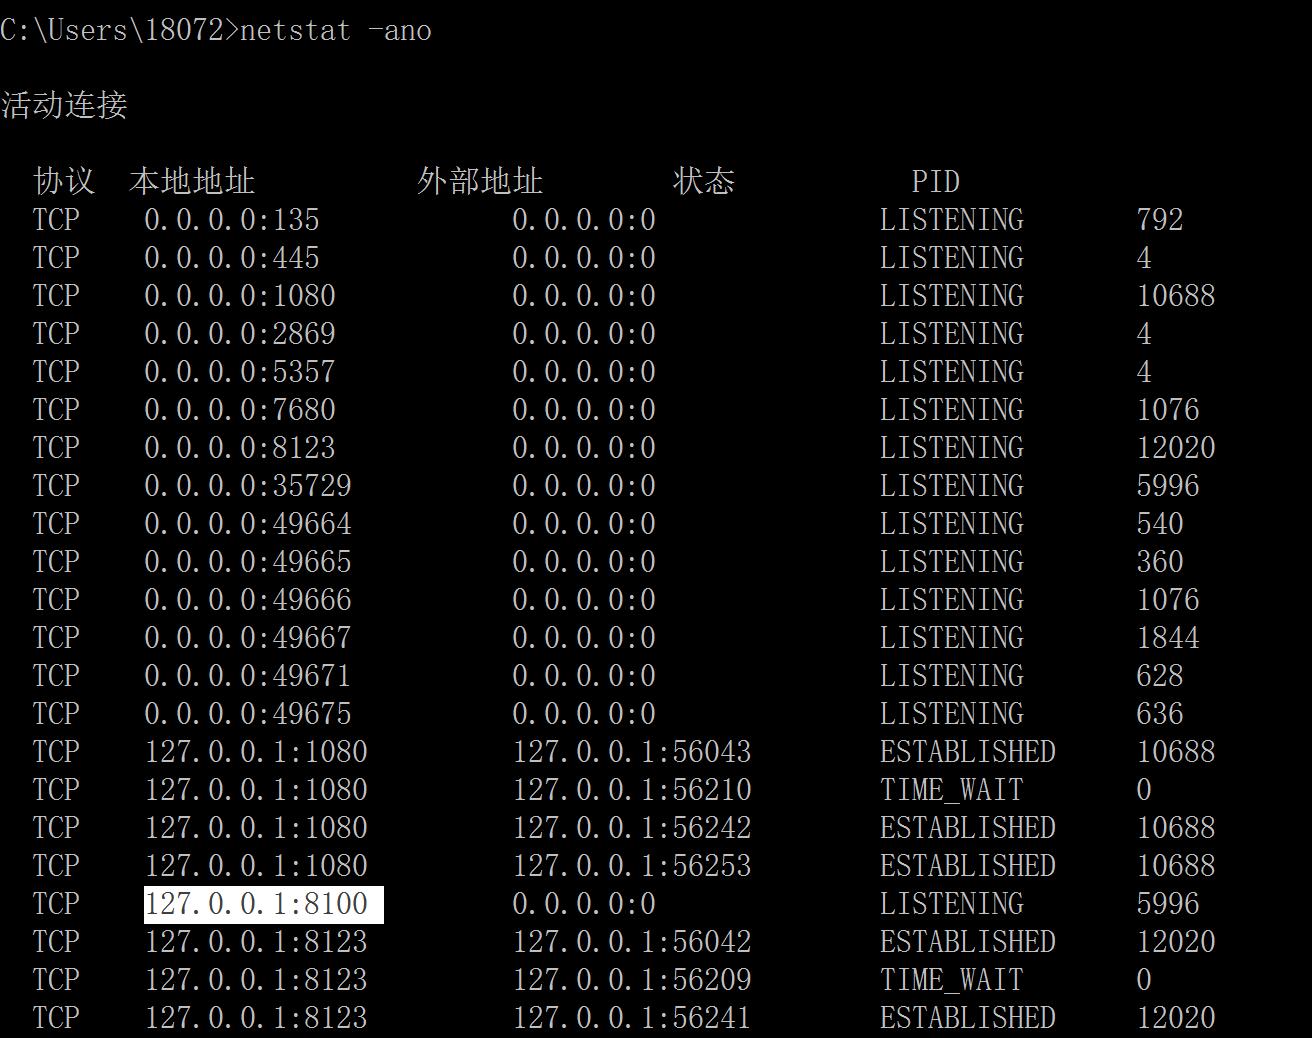 C:\Users\18072>netstat -ano
活动连接
协议 本地地址 外部地址 状态 PID
TCP 0.0.0.0:135 0.0.0.0:0 LISTENING 792
TCP 0.0.0.0:445 0.0.0.0:0 LISTENING 4
TCP 0.0.0.0:1080 0.0.0.0:0 LISTENING 10688
TCP 0.0.0.0:2869 0.0.0.0:0 LISTENING 4
TCP 0.0.0.0:5357 0.0.0.0:0 LISTENING 4
TCP 0.0.0.0:7680 0.0.0.0:0 LISTENING 1076
TCP 0.0.0.0:8123 0.0.0.0:0 LISTENING 12020
TCP 0.0.0.0:35729 0.0.0.0:0 LISTENING 5996
TCP 0.0.0.0:49664 0.0.0.0:0 LISTENING 540
TCP 0.0.0.0:49665 0.0.0.0:0 LISTENING 360
TCP 0.0.0.0:49666 0.0.0.0:0 LISTENING 1076
TCP 0.0.0.0:49667 0.0.0.0:0 LISTENING 1844
TCP 0.0.0.0:49671 0.0.0.0:0 LISTENING 628
TCP 0.0.0.0:49675 0.0.0.0:0 LISTENING 636
TCP 127.0.0.1:1080 127.0.0.1:56043 ESTABLISHED 10688
TCP 127.0.0.1:1080 127.0.0.1:56210 TIME_WAIT 0
TCP 127.0.0.1:1080 127.0.0.1:56242 ESTABLISHED 10688
TCP 127.0.0.1:1080 127.0.0.1:56253 ESTABLISHED 10688
TCP 127.0.0.1:8100 0.0.0.0:0 LISTENING 5996
TCP 127.0.0.1:8123 127.0.0.1:56042 ESTABLISHED 12020
TCP 127.0.0.1:8123 127.0.0.1:56209 TIME_WAIT 0
TCP 127.0.0.1:8123 127.0.0.1:56241 ESTABLISHED 12020